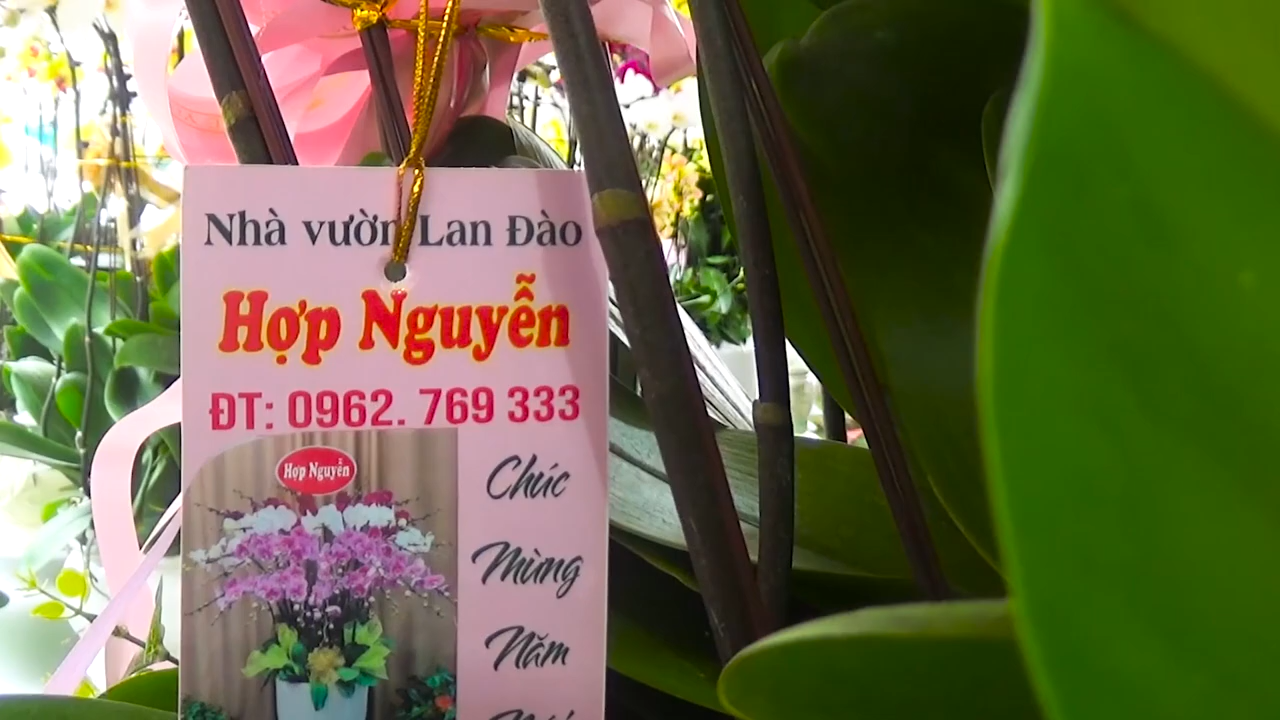 Nhà vườn Lan Đào
Hợp Nguyễn
ĐT: 0962. 769 333
Hợp Nguyễn
Chúc
Mừng
Năm